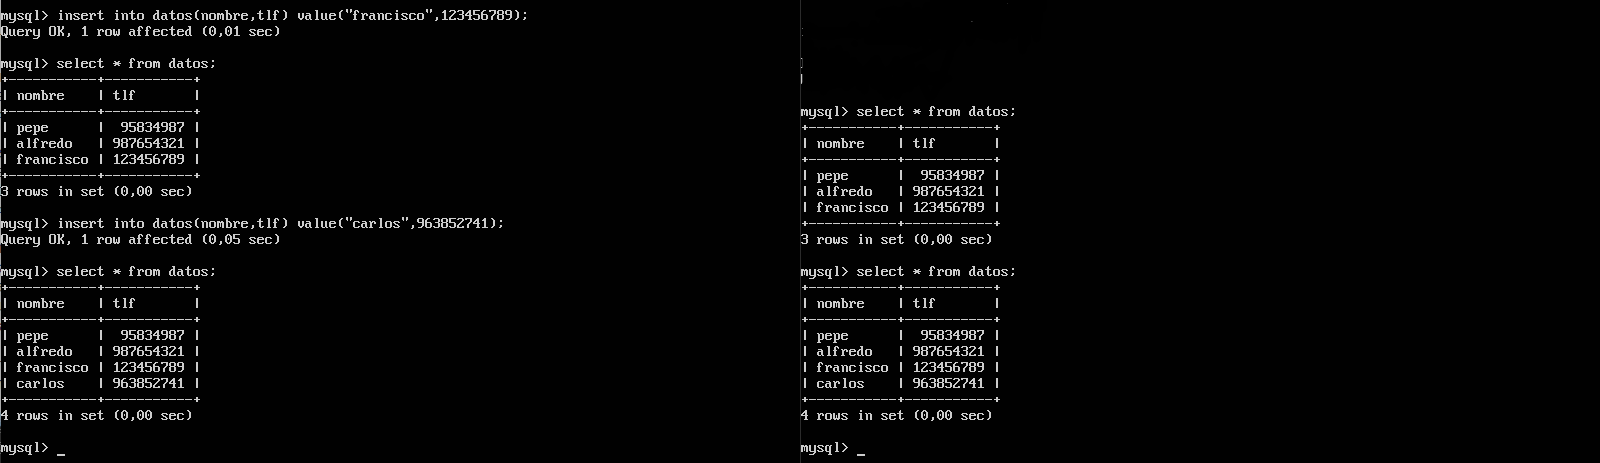 mysql> insert into datos(nombre,tlf) value("francisco",123456789);
Query OK, 1 row affected (0,01 sec)
mysql> select * from datos;
+-----------+-----------+
| nombre    | tlf       |
+-----------+-----------+
| pepe      |  95834987 |
| alfredo   | 987654321 |
| francisco | 123456789 |
+-----------+-----------+
3 rows in set (0,00 sec)
mysql> insert into datos(nombre,tlf) value("carlos",963852741);
Query OK, 1 row affected (0,05 sec)
mysql> select * from datos;
+-----------+-----------+
| nombre    | tlf       |
+-----------+-----------+
| pepe      |  95834987 |
| alfredo   | 987654321 |
| francisco | 123456789 |
| carlos    | 963852741 |
+-----------+-----------+
4 rows in set (0,00 sec)
mysql> _
mysql> select * from datos;
+-----------+-----------+
| nombre    | tlf       |
+-----------+-----------+
| pepe      |  95834987 |
| alfredo   | 987654321 |
| francisco | 123456789 |
+-----------+-----------+
3 rows in set (0,00 sec)
mysql> select * from datos;
+-----------+-----------+
| nombre    | tlf       |
+-----------+-----------+
| pepe      |  95834987 |
| alfredo   | 987654321 |
| francisco | 123456789 |
| carlos    | 963852741 |
+-----------+-----------+
4 rows in set (0,00 sec)
mysql> _